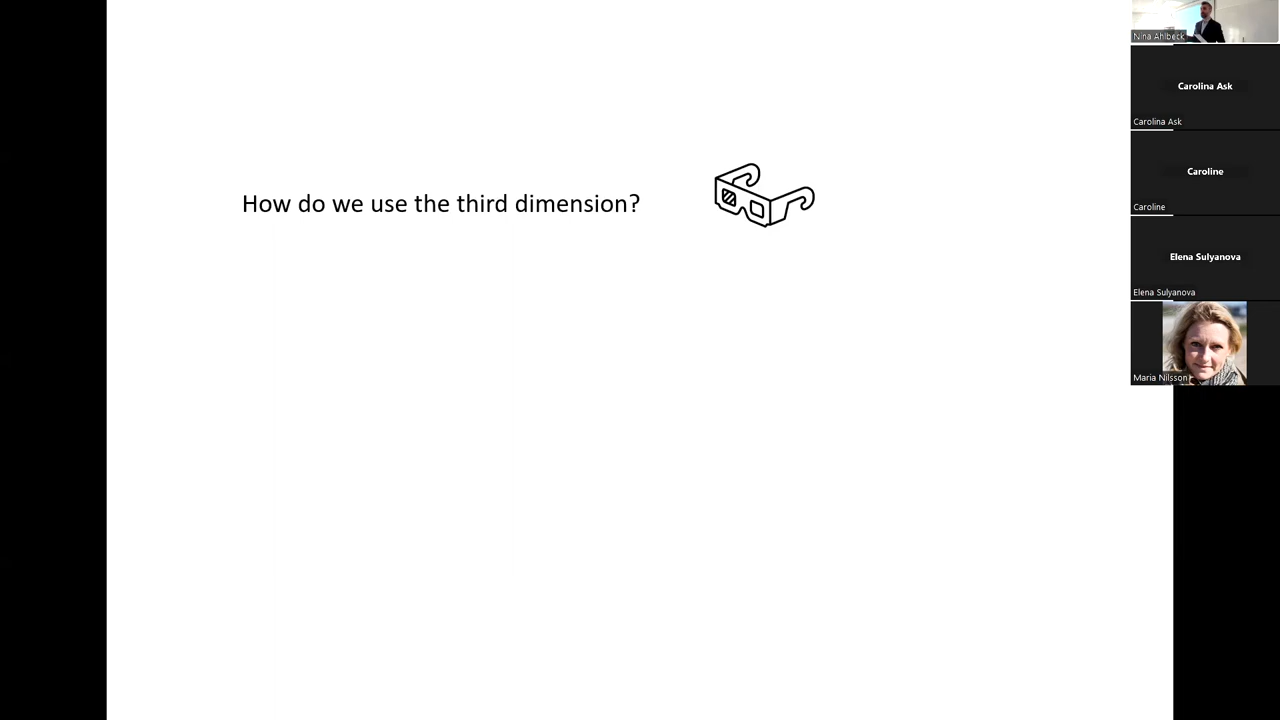 How do we use the third dimension?
Nina Ahlbeck
Carolina Ask
Carolina Ask
Caroline
Caroline
Elena Sulyanova
Elena Sulyanova
Maria Nilsson